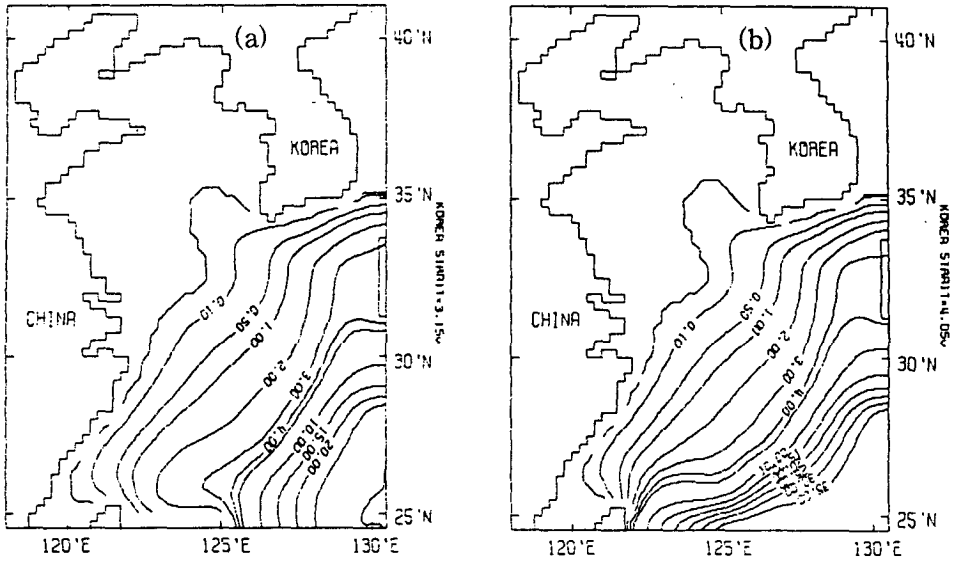 (a)
40°N
KOREA
35°N
CHINA
0.10
0.50
1.00
2.00
3.00
4.00
10.00
15.00
20.00
30°N
25°N
120°E
125°E
130°E
KOREA STRAIT=3.15v
(b)
40°N
KOREA
35°N
CHINA
0.10
0.50
1.00
2.00
3.00
4.00
30°N
25°N
120°E
125°E
130°E
KOREA STRAIT=4.05v